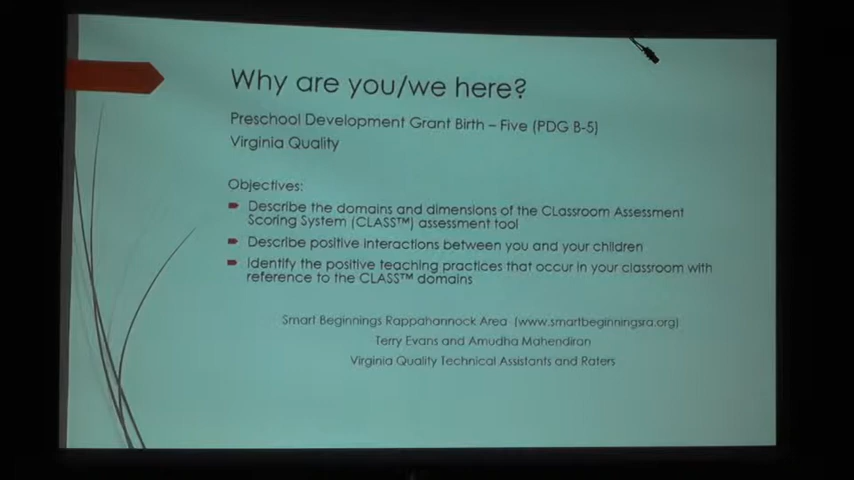 Why are you/we here?
Preschool Development Grant Birth – Five (PDG B-5)
Virginia Quality
Objectives:
Describe the domains and dimensions of the CLassroom Assessment
Scoring System (CLASS™) assessment tool
Describe positive interactions between you and your children
Identify the positive teaching practices that occur in your classroom with
reference to the CLASS™ domains
Smart Beginnings Rappahannock Area (www.smartbeginningsra.org)
Terry Evans and Amudha Mahendiran
Virginia Quality Technical Assistants and Raters